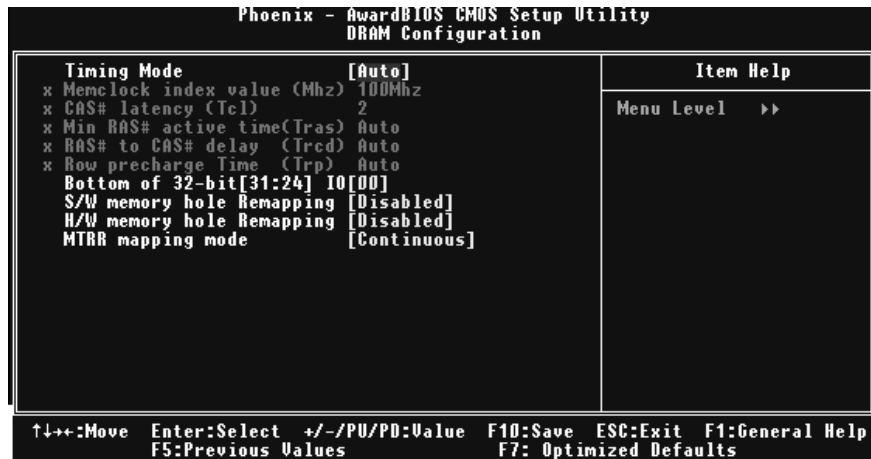 Phoenix - AwardBIOS CMOS Setup Utility
DRAM Configuration
Timing Mode [Auto]
x Memclock index value (Mhz) 100Mhz
x CAS# latency (Tcl) 2
x Min RAS# active time(Tras) Auto
x RAS# to CAS# delay (Trcd) Auto
x Row precharge Time (Trp) Auto
Bottom of 32-bit[31:24] IO[00]
S/W memory hole Remapping [Disabled]
H/W memory hole Remapping [Disabled]
MTRR mapping mode [Continuous]
Item Help
Menu Level ▸▸
↑↓→←:Move Enter:Select +/-/PU/PD:Value F10:Save ESC:Exit F1:General Help
F5:Previous Values F7: Optimized Defaults